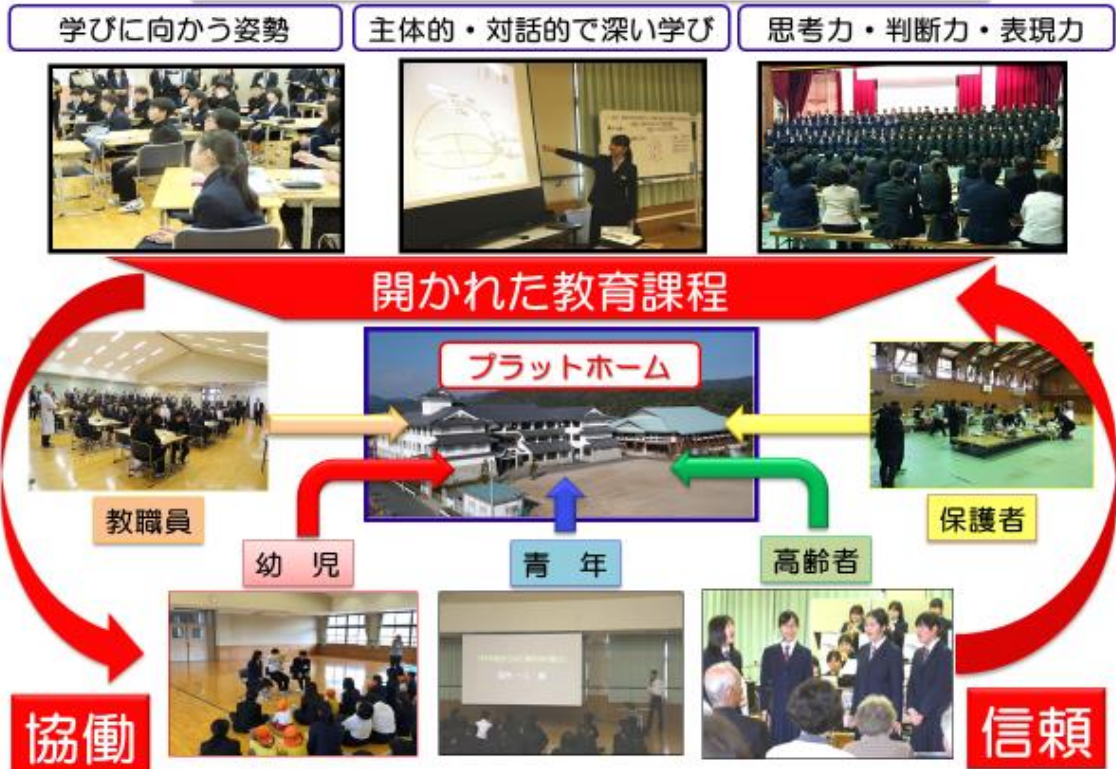 学びに向かう姿勢
主体的・対話的で深い学び
思考力・判断力・表現力
開かれた教育課程
プラットホーム
教職員
保護者
幼　児
青　年
高齢者
協働
信頼